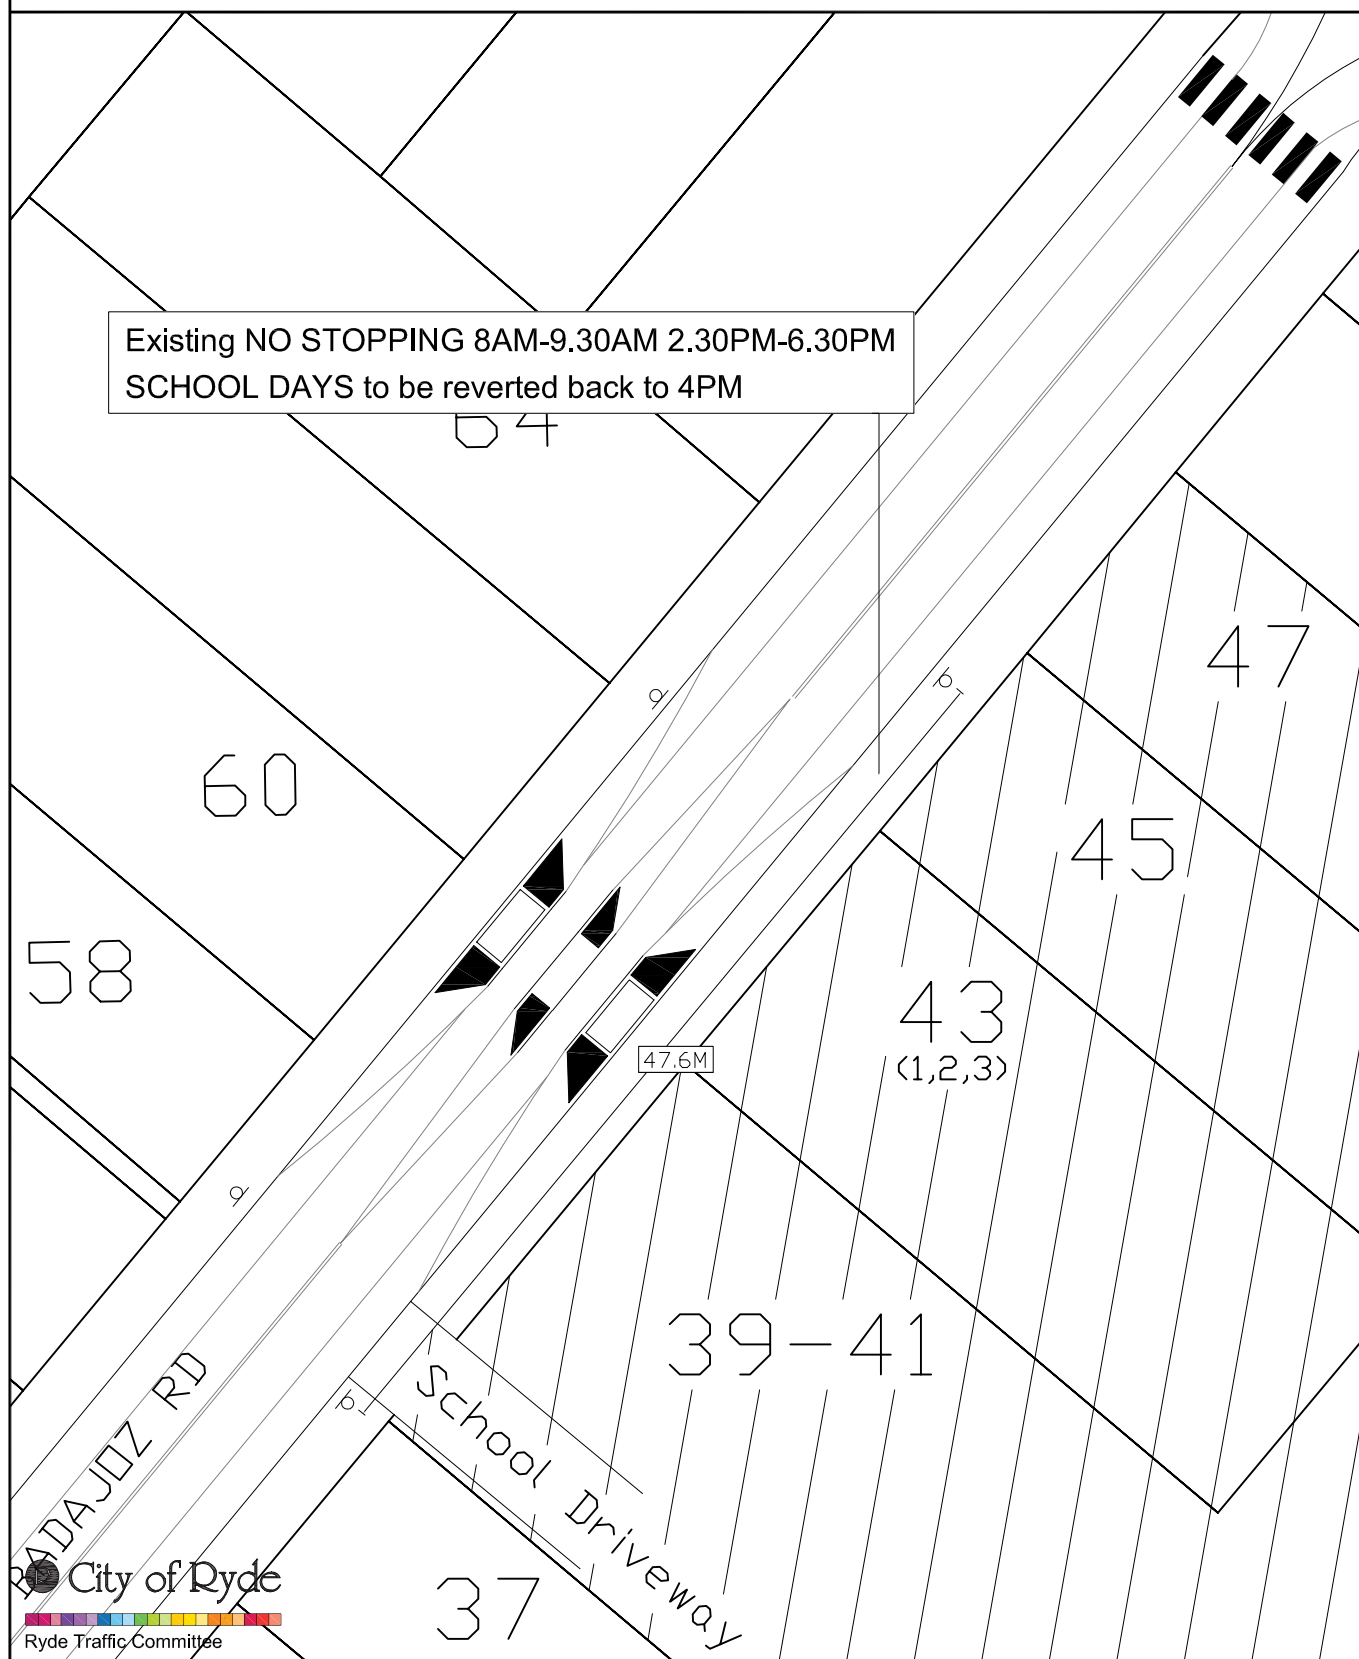 Existing NO STOPPING 8AM-9.30AM 2.30PM-6.30PM
SCHOOL DAYS to be reverted back to 4PM
64
47
60
45
58
43
(1,2,3)
47.6M
39-41
School Driveway
BADAJOZ RD
37
City of Ryde
Ryde Traffic Committee